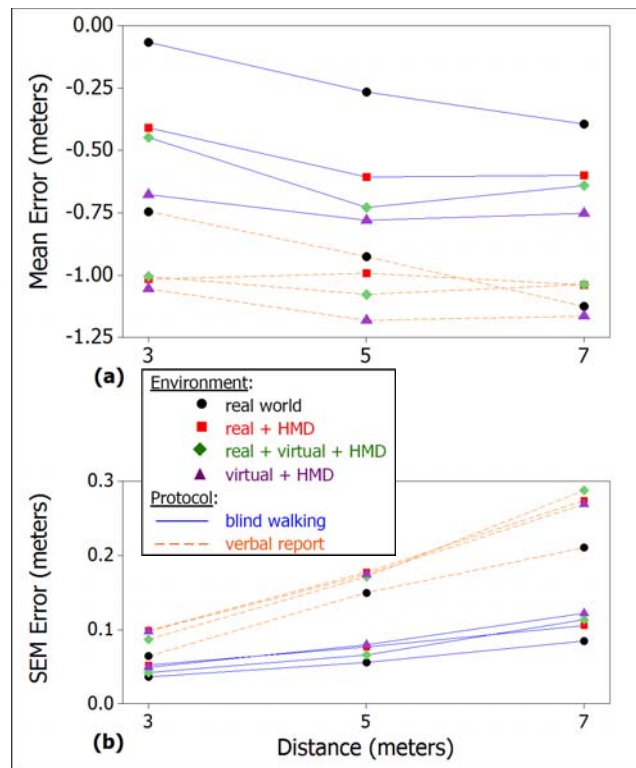 0.00
-0.25
-0.50
-0.75
-1.00
-1.25
Mean Error (meters)
3
5
7
(a)
Environment:
real world
real + HMD
real + virtual + HMD
virtual + HMD
Protocol:
blind walking
verbal report
0.3
0.2
0.1
0.0
SEM Error (meters)
3
5
7
(b)
Distance (meters)